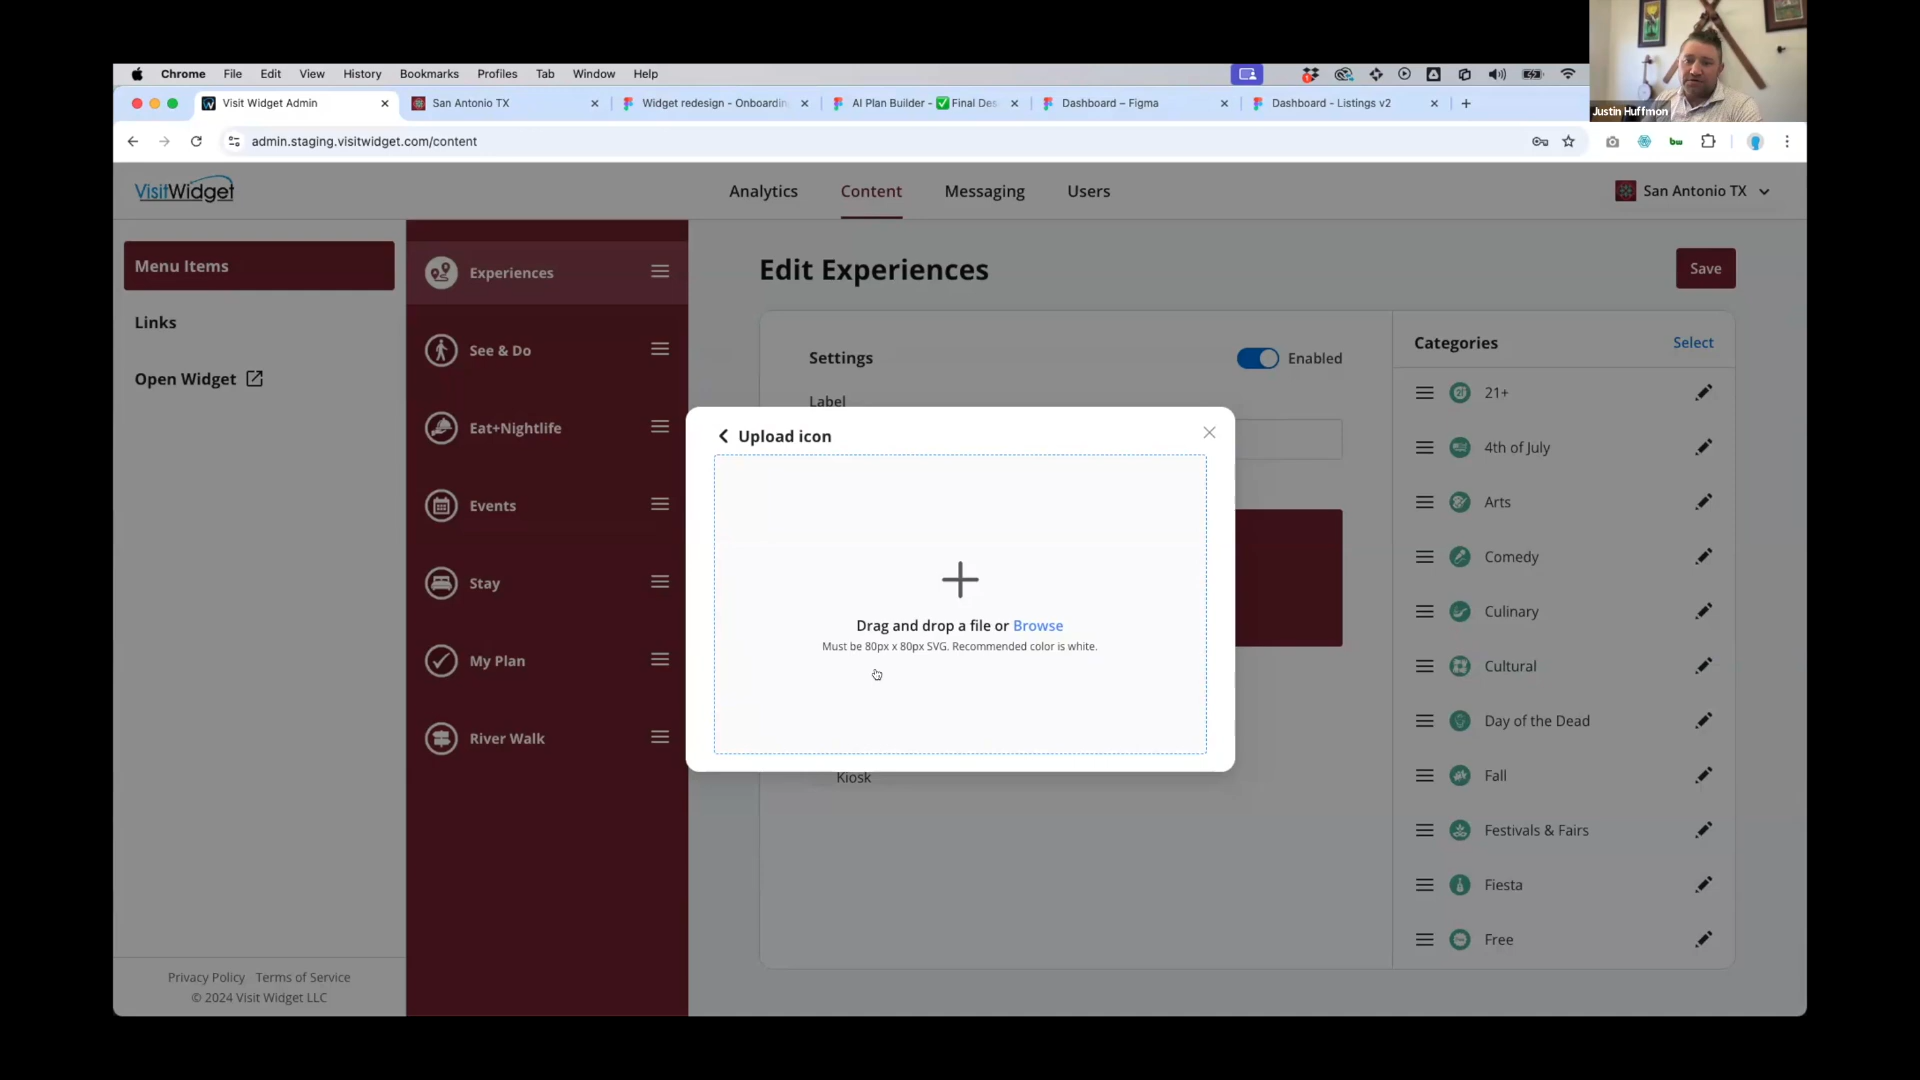 Justin Huffmon
Chrome File Edit View History Bookmarks Profiles Tab Window Help
Visit Widget Admin
San Antonio TX
Widget redesign - Onboardin
AI Plan Builder - ✅ Final Des
Dashboard – Figma
Dashboard - Listings v2
admin.staging.visitwidget.com/content
VisitWidget
Analytics Content Messaging Users
San Antonio TX
Menu Items
Links
Open Widget
Privacy Policy Terms of Service
© 2024 Visit Widget LLC
Experiences
See & Do
Eat+Nightlife
Events
Stay
My Plan
River Walk
Edit Experiences
Save
Settings
Enabled
Label
Upload icon
Drag and drop a file or Browse
Must be 80px x 80px SVG. Recommended color is white.
Kiosk
Categories
Select
21+
4th of July
Arts
Comedy
Culinary
Cultural
Day of the Dead
Fall
Festivals & Fairs
Fiesta
Free